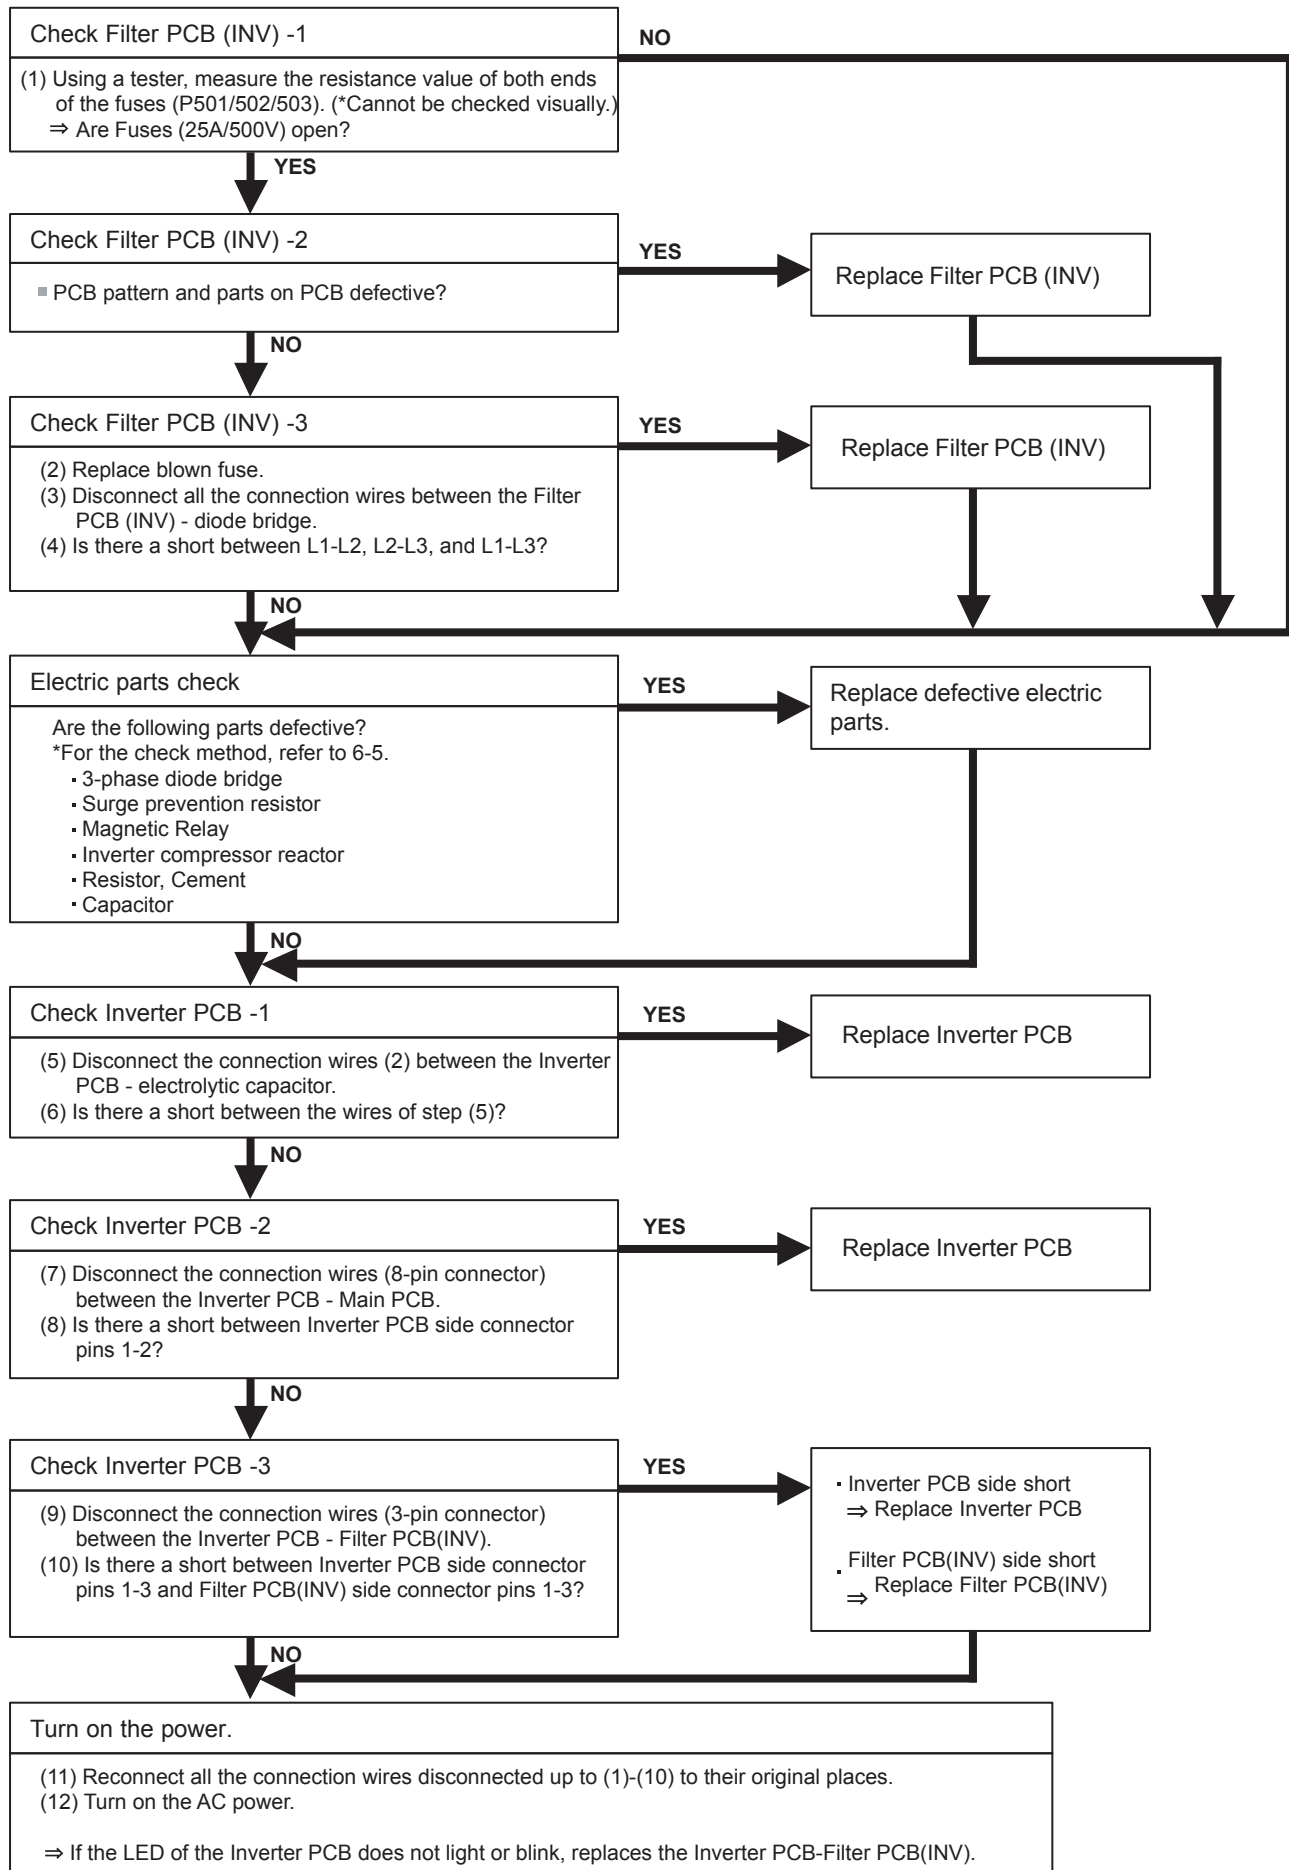 Check Filter PCB (INV) -1
NO
(1) Using a tester, measure the resistance value of both ends
of the fuses (P501/502/503). (*Cannot be checked visually.)
⇒ Are Fuses (25A/500V) open?
YES
Check Filter PCB (INV) -2
YES
Replace Filter PCB (INV)
■ PCB pattern and parts on PCB defective?
NO
Check Filter PCB (INV) -3
YES
Replace Filter PCB (INV)
(2) Replace blown fuse.
(3) Disconnect all the connection wires between the Filter
PCB (INV) - diode bridge.
(4) Is there a short between L1-L2, L2-L3, and L1-L3?
NO
Electric parts check
YES
Replace defective electric
parts.
Are the following parts defective?
*For the check method, refer to 6-5.
· 3-phase diode bridge
· Surge prevention resistor
· Magnetic Relay
· Inverter compressor reactor
· Resistor, Cement
· Capacitor
NO
Check Inverter PCB -1
YES
Replace Inverter PCB
(5) Disconnect the connection wires (2) between the Inverter
PCB - electrolytic capacitor.
(6) Is there a short between the wires of step (5)?
NO
Check Inverter PCB -2
YES
Replace Inverter PCB
(7) Disconnect the connection wires (8-pin connector)
between the Inverter PCB - Main PCB.
(8) Is there a short between Inverter PCB side connector
pins 1-2?
NO
Check Inverter PCB -3
YES
(9) Disconnect the connection wires (3-pin connector)
between the Inverter PCB - Filter PCB(INV).
(10) Is there a short between Inverter PCB side connector
pins 1-3 and Filter PCB(INV) side connector pins 1-3?
· Inverter PCB side short
⇒ Replace Inverter PCB
· Filter PCB(INV) side short
⇒ Replace Filter PCB(INV)
NO
Turn on the power.
(11) Reconnect all the connection wires disconnected up to (1)-(10) to their original places.
(12) Turn on the AC power.
⇒ If the LED of the Inverter PCB does not light or blink, replaces the Inverter PCB-Filter PCB(INV).